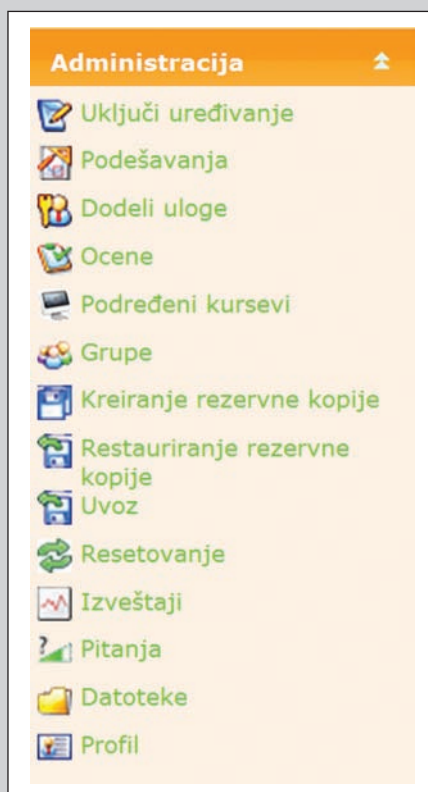 Administracija
Uključi uređivanje
Podešavanja
Dodeli uloge
Ocene
Podređeni kursevi
Grupe
Kreiranje rezervne kopije
Restauriranje rezervne
kopije
Uvoz
Resetovanje
Izveštaji
Pitanja
Datoteke
Profil